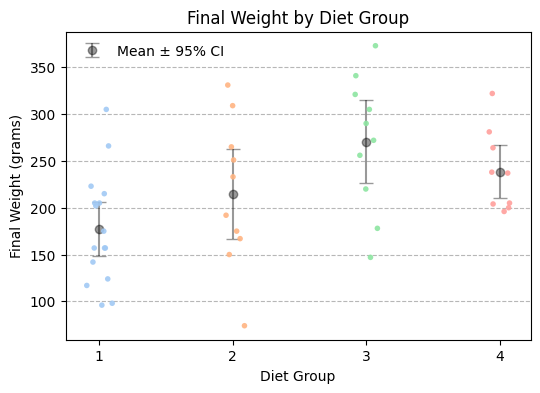 Final Weight by Diet Group
Mean ± 95% CI
Final Weight (grams)
350
300
250
200
150
100
1 2 3 4
Diet Group